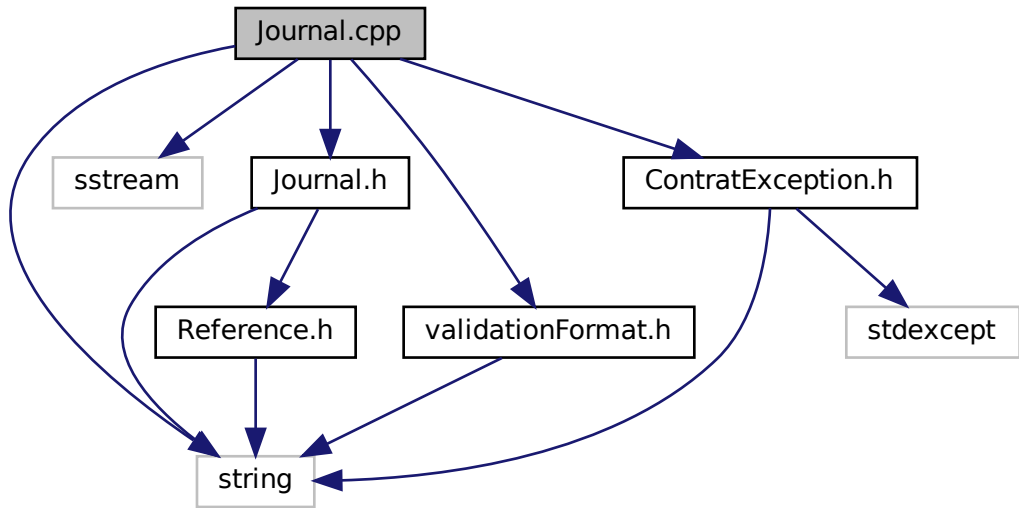 Journal.cpp
sstream
Journal.h
ContratException.h
Reference.h
validationFormat.h
stdexcept
string